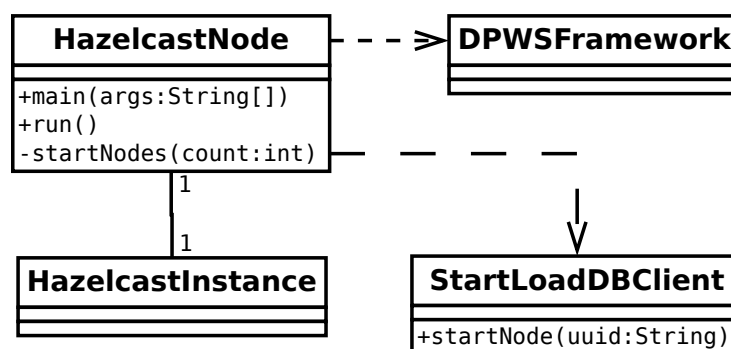 HazelcastNode
DPWSFramework
+main(args:String[])
+run()
-startNodes(count:int)
1
1
HazelcastInstance
StartLoadDBClient
+startNode(uuid:String)